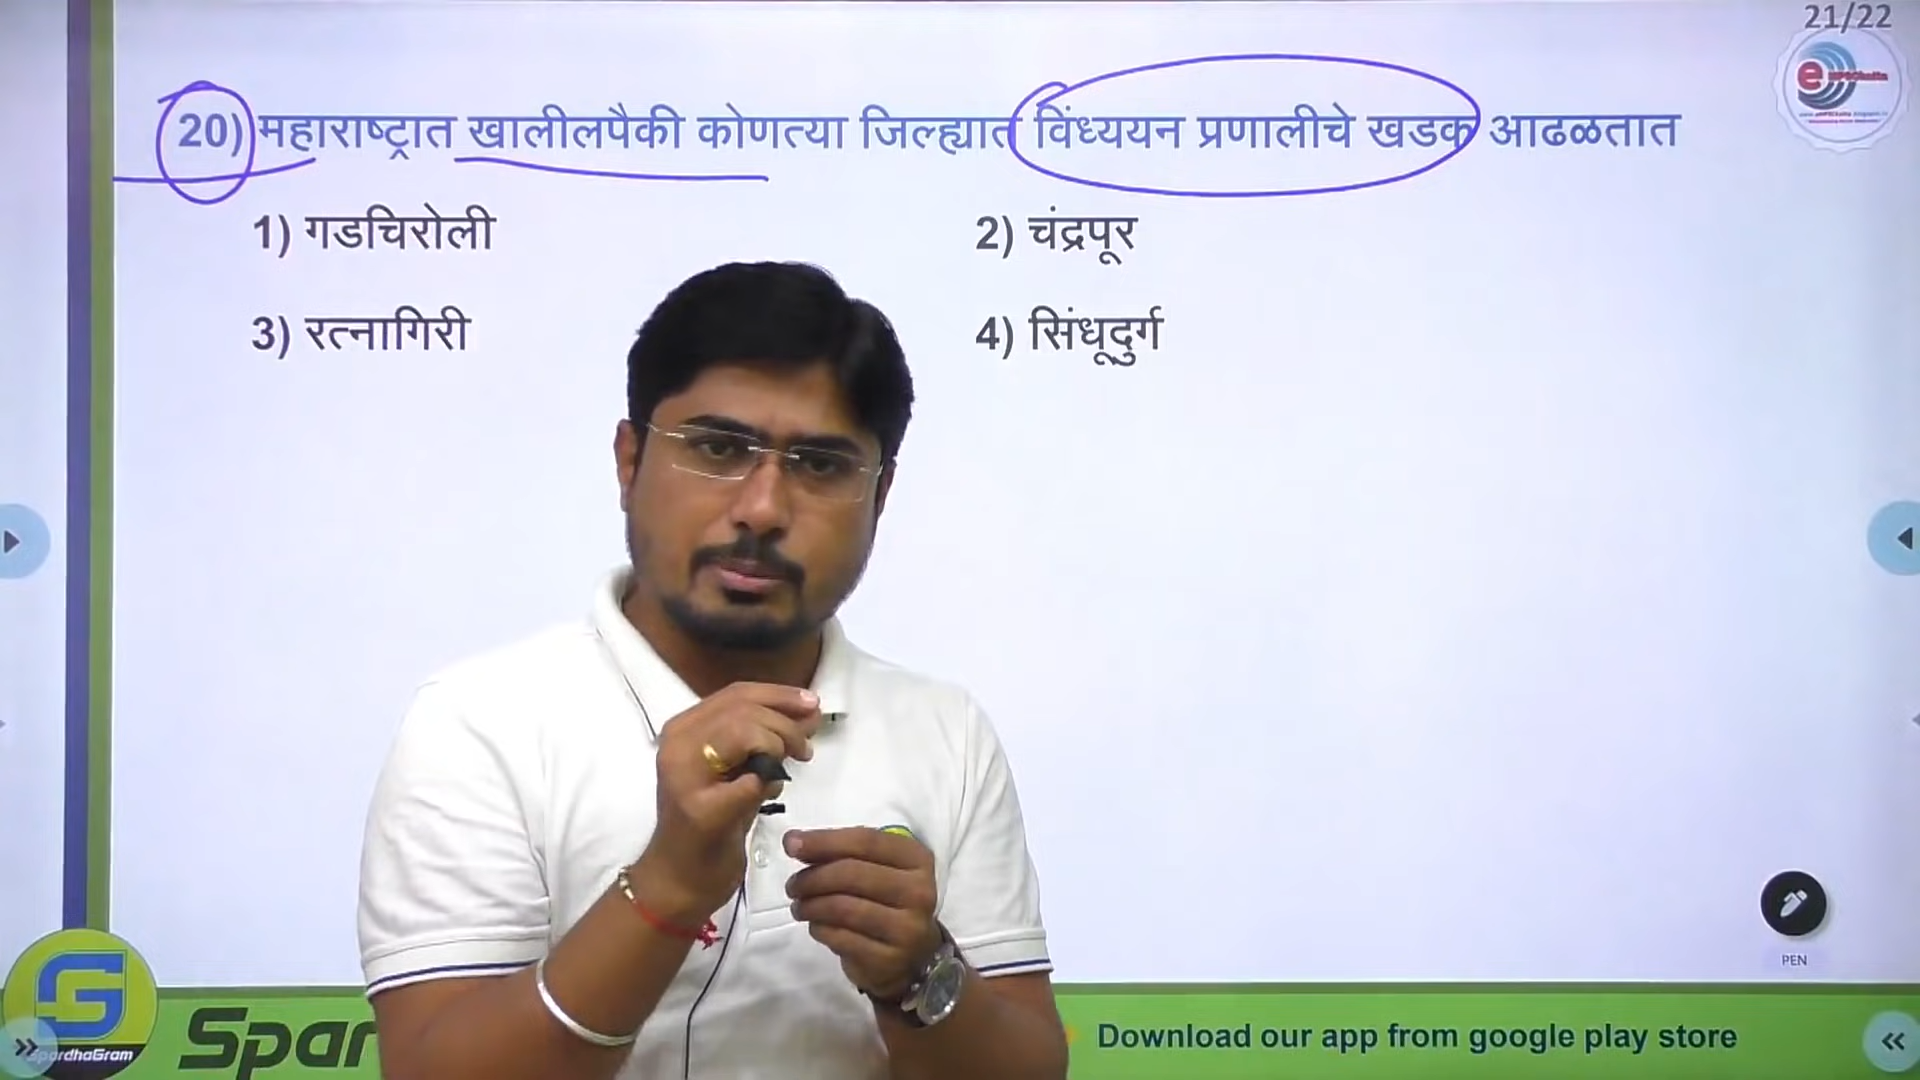 21/22
20) महाराष्ट्रात खालीलपैकी कोणत्या जिल्ह्यात विंध्ययन प्रणालीचे खडक आढळतात
1) गडचिरोली
2) चंद्रपूर
3) रत्नागिरी
4) सिंधूदुर्ग
PEN
SpardhaGram
Spar
Download our app from google play store